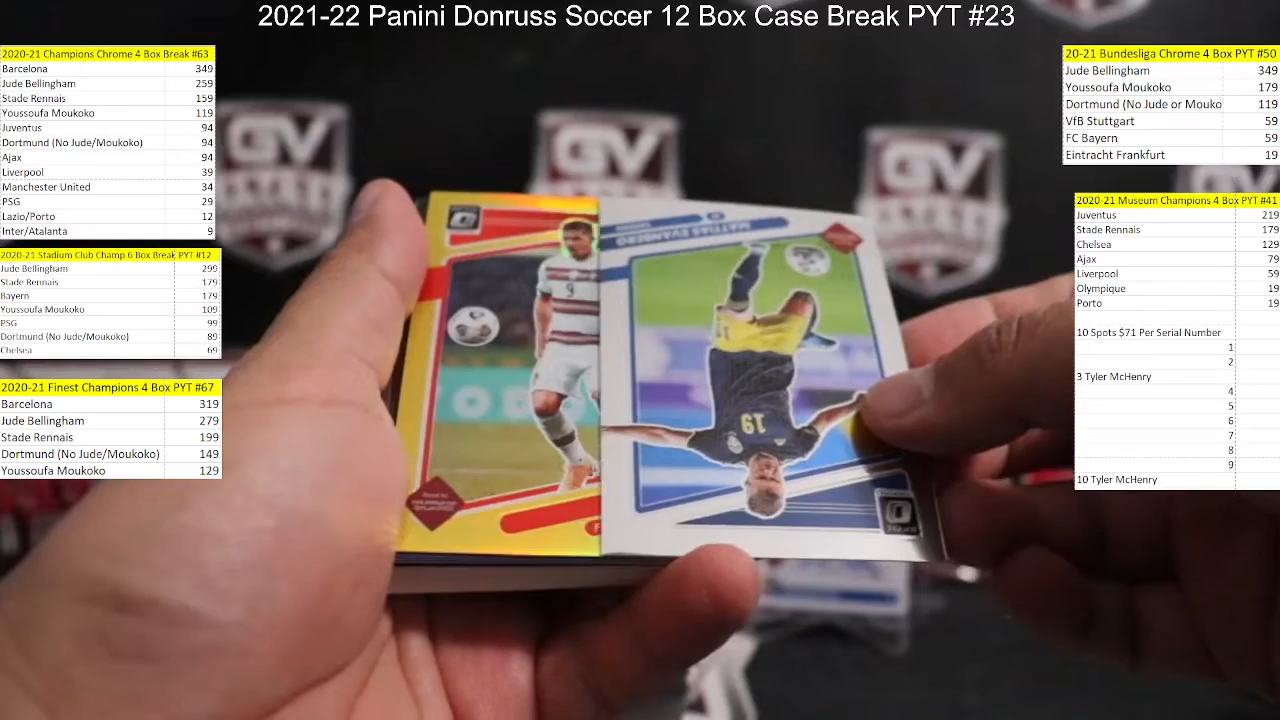 2021-22 Panini Donruss Soccer 12 Box Case Break PYT #23
2020-21 Champions Chrome 4 Box Break #63
Barcelona 349
Jude Bellingham 259
Stade Rennais 159
Youssoufa Moukoko 119
Juventus 94
Dortmund (No Jude/Moukoko) 94
Ajax 94
Liverpool 39
Manchester United 34
PSG 29
Lazio/Porto 12
Inter/Atalanta 9
2020-21 Stadium Club Champ 6 Box Break PYT #12
Jude Bellingham 299
Stade Rennais 179
Bayern 179
Youssoufa Moukoko 109
PSG 99
Dortmund (No Jude/Moukoko) 89
Chelsea 69
2020-21 Finest Champions 4 Box PYT #67
Barcelona 319
Jude Bellingham 279
Stade Rennais 199
Dortmund (No Jude/Moukoko) 149
Youssoufa Moukoko 129
20-21 Bundesliga Chrome 4 Box PYT #50
Jude Bellingham 349
Youssoufa Moukoko 179
Dortmund (No Jude or Mouko 119
VfB Stuttgart 59
FC Bayern 59
Eintracht Frankfurt 19
2020-21 Museum Champions 4 Box PYT #41
Juventus 219
Stade Rennais 179
Chelsea 129
Ajax 79
Liverpool 59
Olympique 19
Porto 19
10 Spots $71 Per Serial Number
1
2
3 Tyler McHenry
4
5
6
7
8
9
10 Tyler McHenry
GV
GV
GV
9
F
MATTIAS SVANBERG
19
19